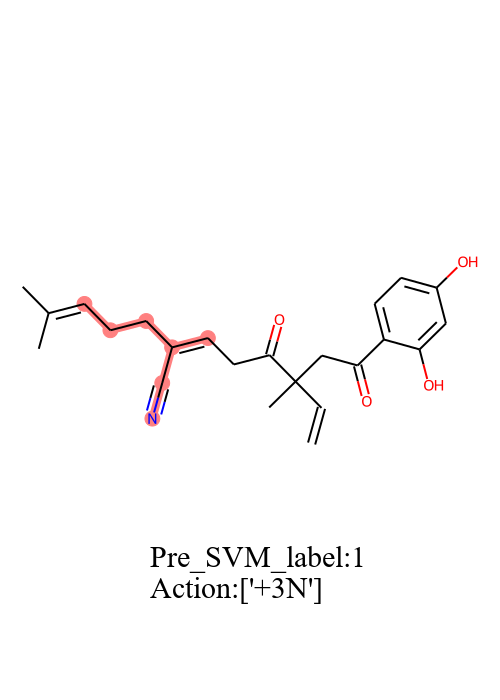 OH
O
OH
O
N
Pre_SVM_label:1
Action:['+3N']